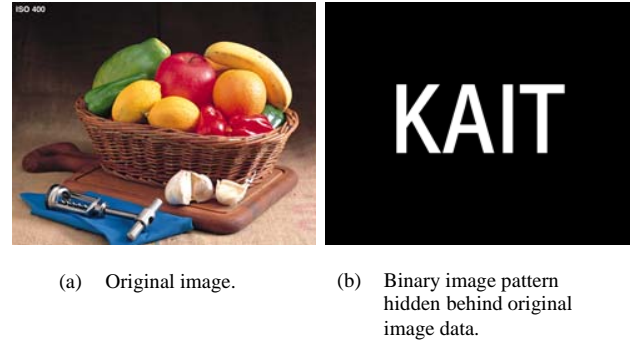 ISO 400
KAIT
(a) Original image.
(b) Binary image pattern
hidden behind original
image data.